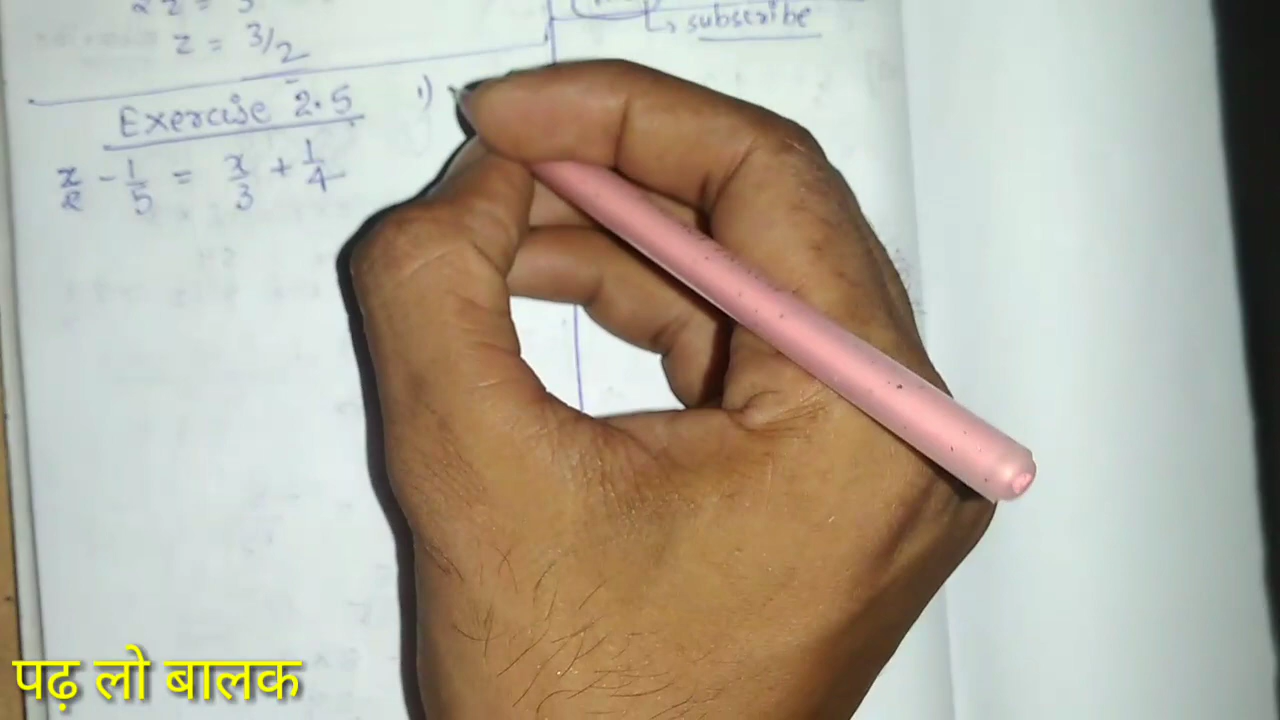 z = 3/2
subscribe
Exercise 2.5
x/2 - 1/5 = x/3 + 1/4
1)
पढ़ लो बालक